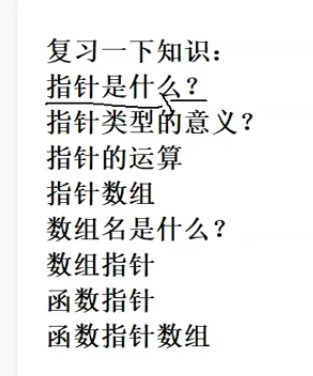 复习一下知识：
指针是什么？
指针类型的意义？
指针的运算
指针数组
数组名是什么？
数组指针
函数指针
函数指针数组